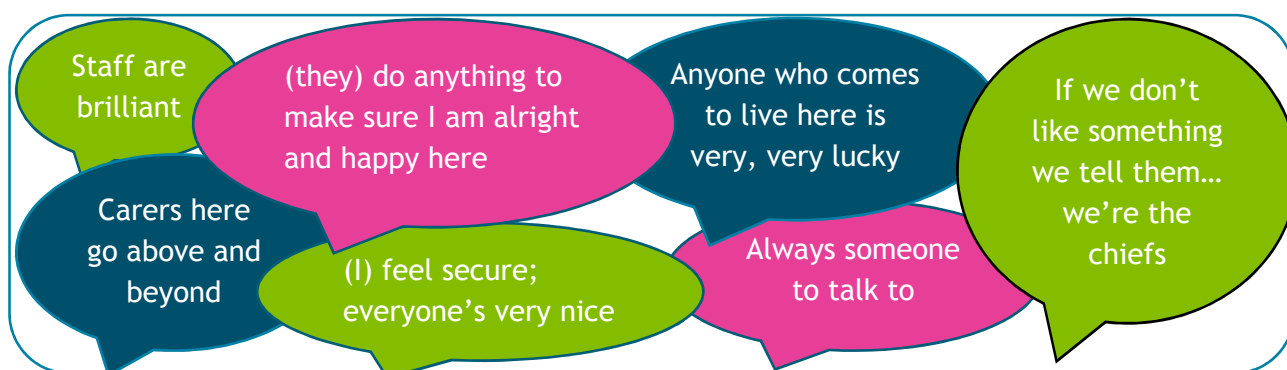 Staff are
brilliant
(they) do anything to
make sure I am alright
and happy here
Anyone who comes
to live here is
very, very lucky
If we don’t
like something
we tell them…
we’re the
chiefs
Carers here
go above and
beyond
(I) feel secure;
everyone’s very nice
Always someone
to talk to